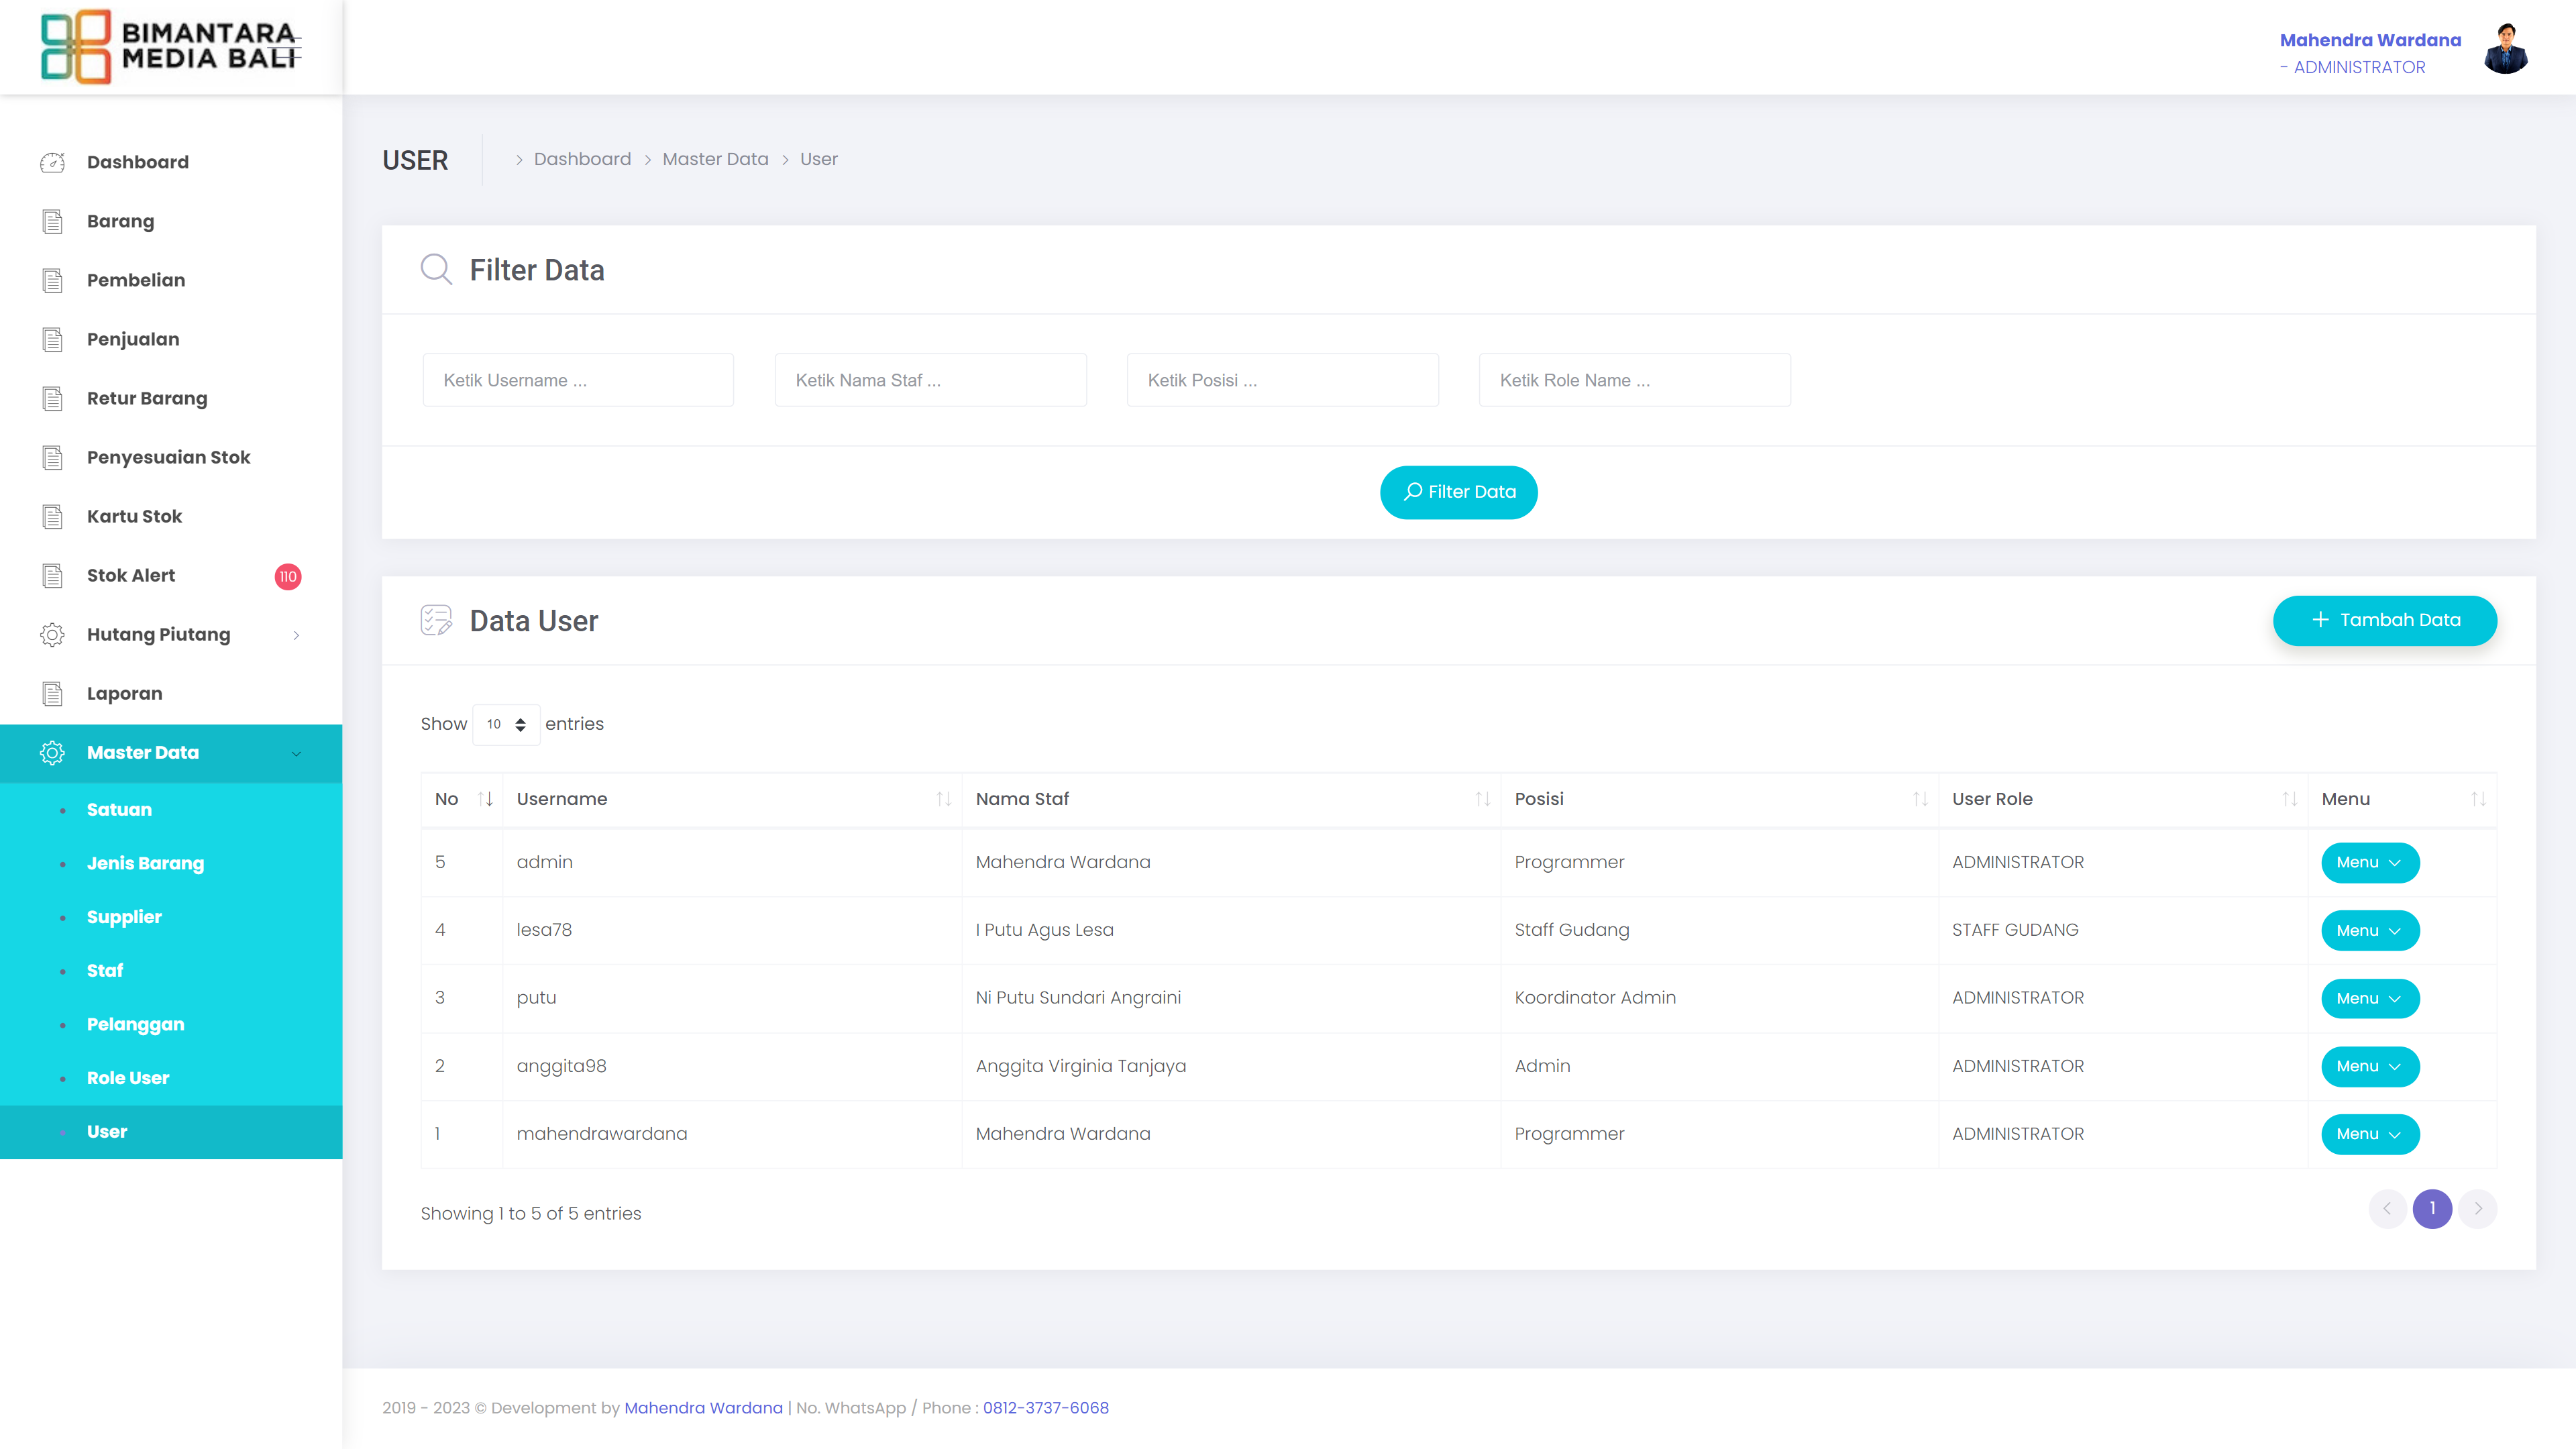 BIMANTARA
MEDIA BALI
Mahendra Wardana
- ADMINISTRATOR
Dashboard
Barang
Pembelian
Penjualan
Retur Barang
Penyesuaian Stok
Kartu Stok
Stok Alert 110
Hutang Piutang
Laporan
Master Data
Satuan
Jenis Barang
Supplier
Staf
Pelanggan
Role User
User
USER
> Dashboard > Master Data > User
Filter Data
Ketik Username ... Ketik Nama Staf ... Ketik Posisi ... Ketik Role Name ...
Filter Data
Data User
+ Tambah Data
Show 10 entries
No Username Nama Staf Posisi User Role Menu
5 admin Mahendra Wardana Programmer ADMINISTRATOR Menu
4 lesa78 I Putu Agus Lesa Staff Gudang STAFF GUDANG Menu
3 putu Ni Putu Sundari Angraini Koordinator Admin ADMINISTRATOR Menu
2 anggita98 Anggita Virginia Tanjaya Admin ADMINISTRATOR Menu
1 mahendrawardana Mahendra Wardana Programmer ADMINISTRATOR Menu
Showing 1 to 5 of 5 entries
1
2019 - 2023 © Development by Mahendra Wardana | No. WhatsApp / Phone : 0812-3737-6068